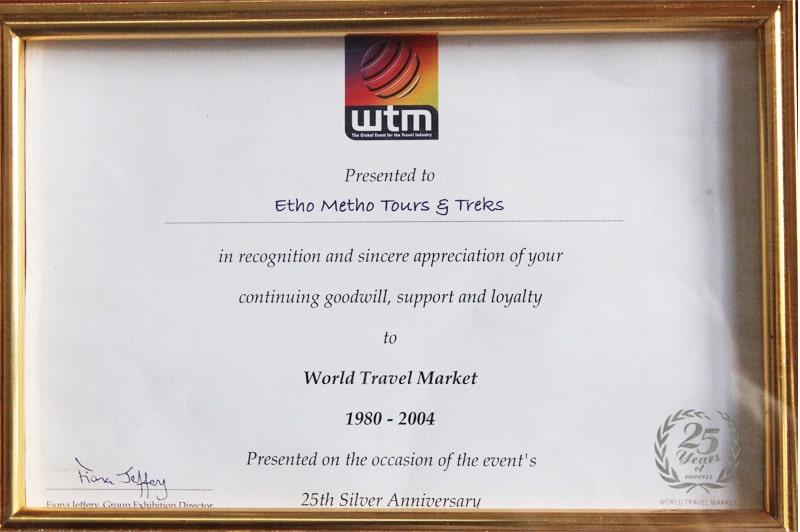 wtm
The Global Event for the Travel Industry
Presented to
Etho Metho Tours & Treks
in recognition and sincere appreciation of your
continuing goodwill, support and loyalty
to
World Travel Market
1980 - 2004
Presented on the occasion of the event's
25th Silver Anniversary
Fiona Jeffery
Fiona Jeffery, Group Exhibition Director
25
Years
of
success
WORLD TRAVEL MARKET